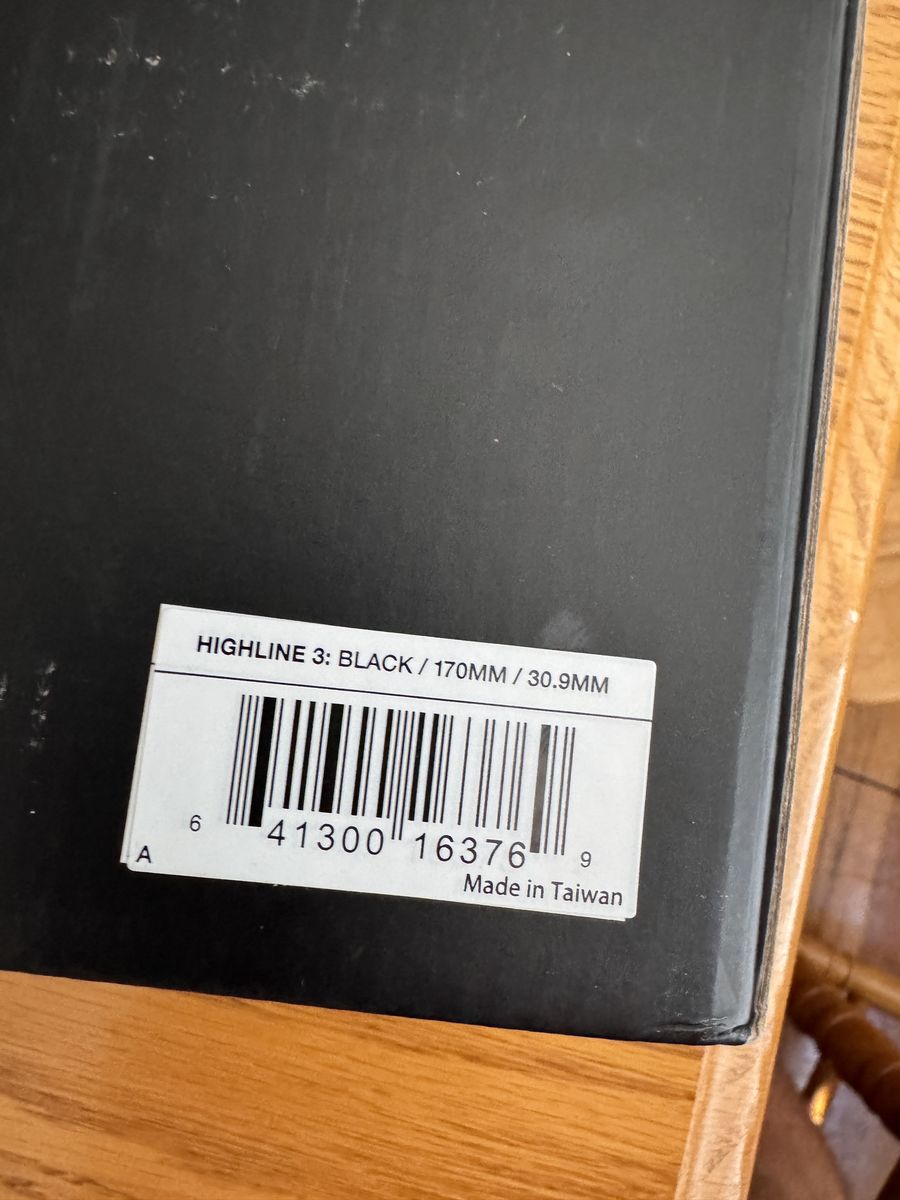 HIGHLINE 3: BLACK / 170MM / 30.9MM
6 41300 16376 9
A
Made in Taiwan